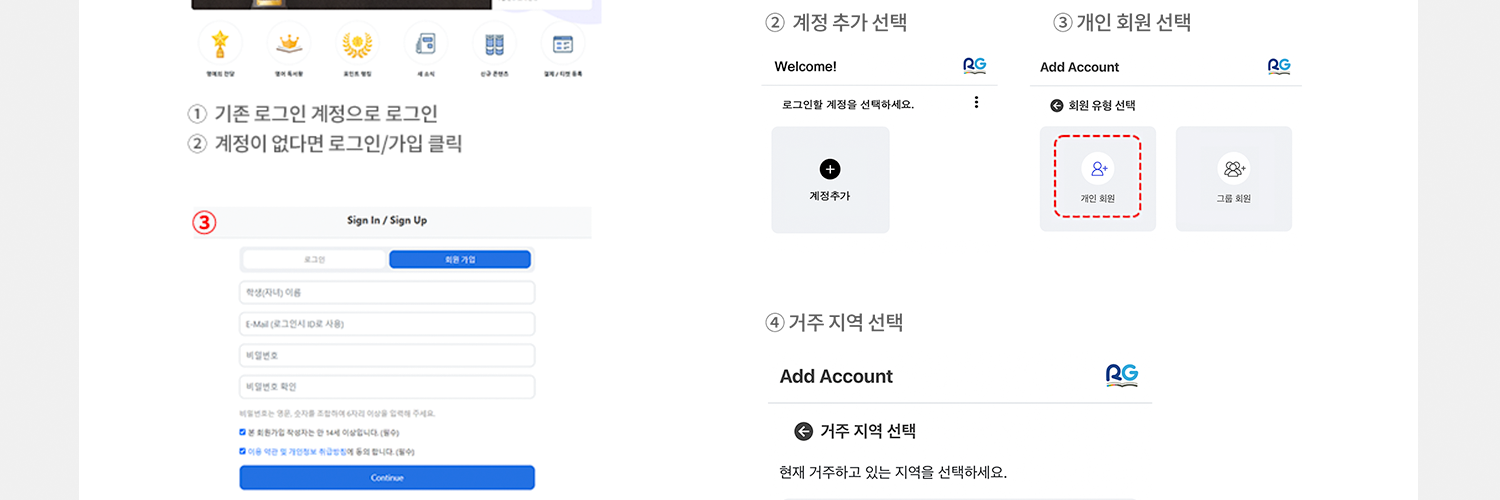 명예의 전당
영어 독서왕
포인트 랭킹
새 소식
신규 콘텐츠
결제 / 티켓 등록
① 기존 로그인 계정으로 로그인
② 계정이 없다면 로그인/가입 클릭
③
Sign In / Sign Up
로그인
회원 가입
학생(자녀) 이름
E-Mail (로그인시 ID로 사용)
비밀번호
비밀번호 확인
비밀번호는 영문, 숫자를 조합하여 6자리 이상을 입력해 주세요.
본 회원가입 작성자는 만 14세 이상입니다. (필수)
이용 약관 및 개인정보 취급방침에 동의 합니다. (필수)
Continue
② 계정 추가 선택
Welcome!
RG
로그인할 계정을 선택하세요.
계정추가
③ 개인 회원 선택
Add Account
RG
회원 유형 선택
개인 회원
그룹 회원
④ 거주 지역 선택
Add Account
RG
거주 지역 선택
현재 거주하고 있는 지역을 선택하세요.